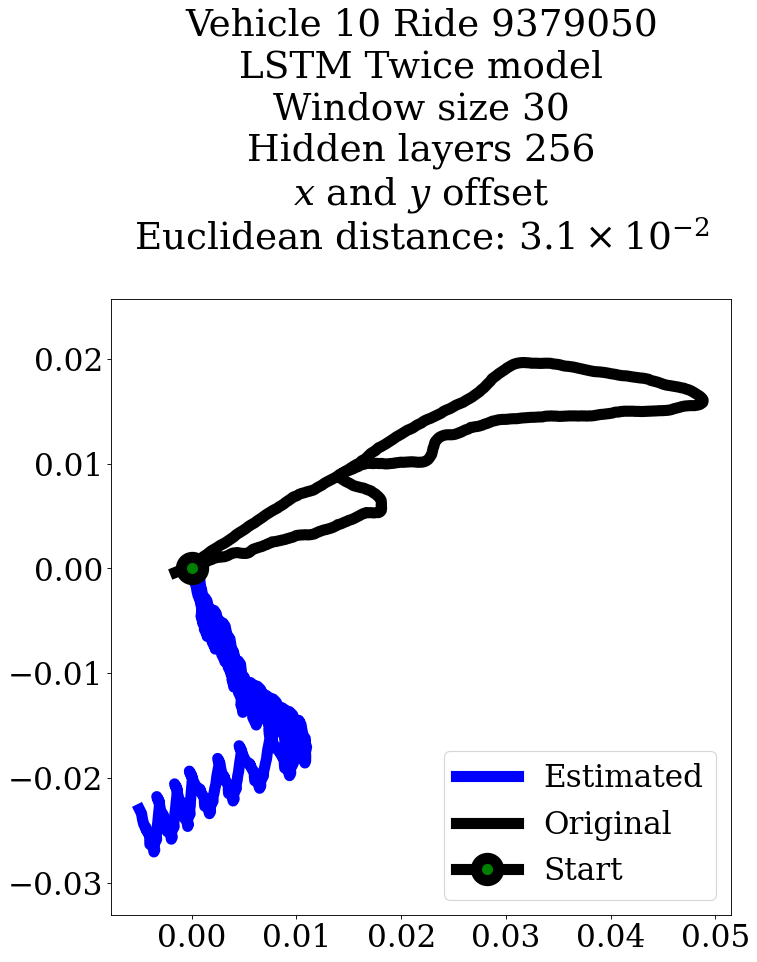 Vehicle 10 Ride 9379050
LSTM Twice model
Window size 30
Hidden layers 256
x and y offset
Euclidean distance: 3.1 × 10⁻²
0.02
0.01
0.00
−0.01
−0.02
−0.03
Estimated
Original
Start
0.00 0.01 0.02 0.03 0.04 0.05